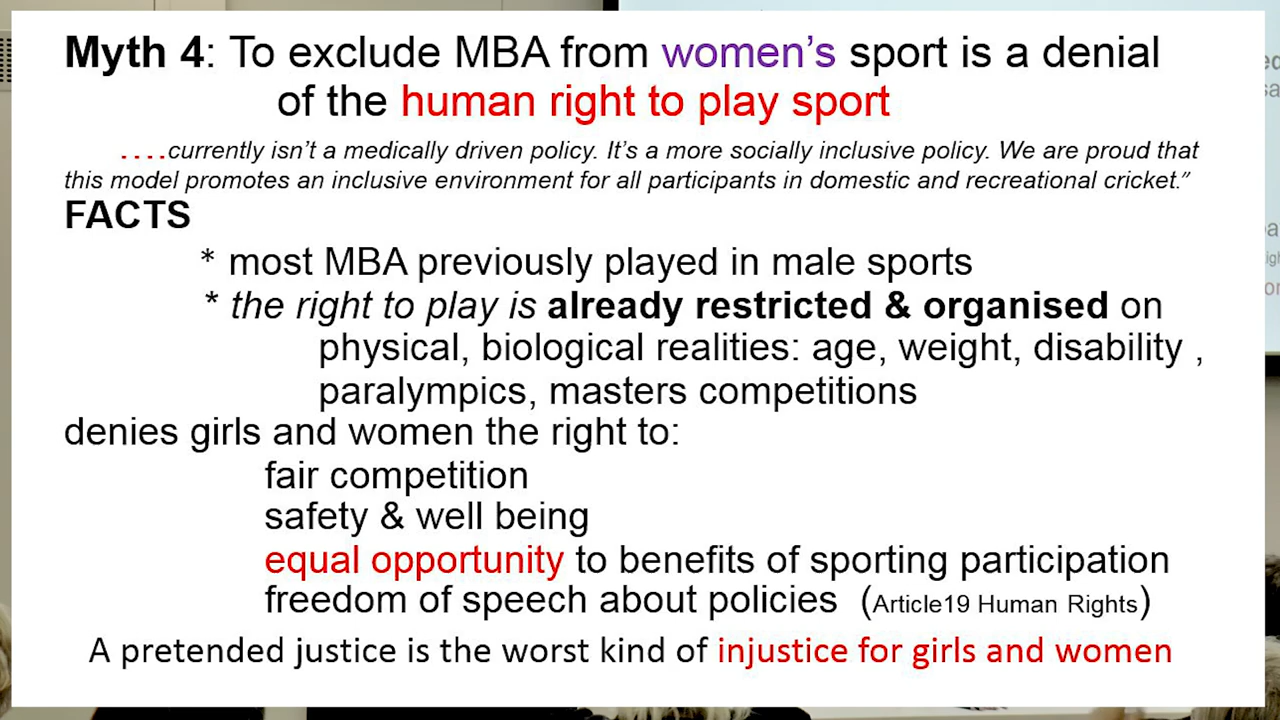 Myth 4: To exclude MBA from women's sport is a denial
of the human right to play sport
....currently isn't a medically driven policy. It's a more socially inclusive policy. We are proud that
this model promotes an inclusive environment for all participants in domestic and recreational cricket.”
FACTS
* most MBA previously played in male sports
* the right to play is already restricted & organised on
physical, biological realities: age, weight, disability ,
paralympics, masters competitions
denies girls and women the right to:
fair competition
safety & well being
equal opportunity to benefits of sporting participation
freedom of speech about policies (Article19 Human Rights)
A pretended justice is the worst kind of injustice for girls and women